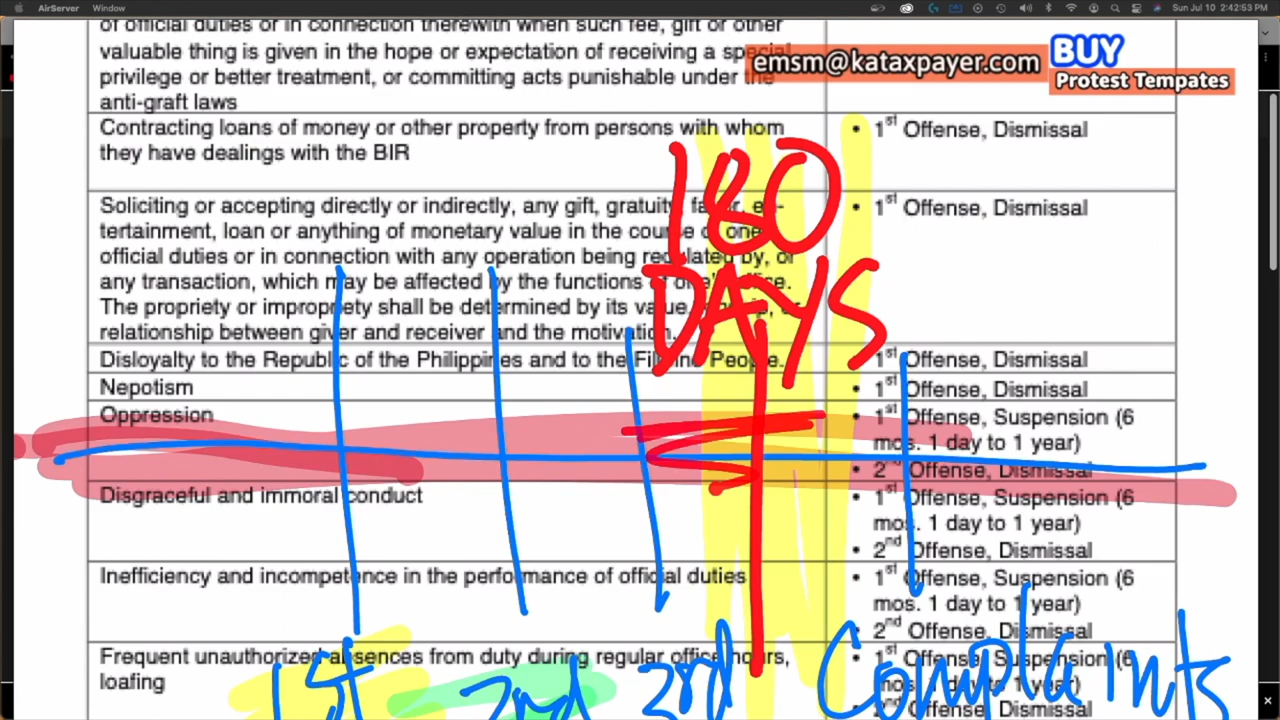 AirServer Window Sun Jul 10 2:42:53 PM
of official duties or in connection therewith when such fee, gift or other
valuable thing is given in the hope or expectation of receiving a special
privilege or better treatment, or committing acts punishable under the
anti-graft laws
emsm@kataxpayer.com
BUY
Protest Tempates
Contracting loans of money or other property from persons with whom
they have dealings with the BIR
• 1st Offense, Dismissal
Soliciting or accepting directly or indirectly, any gift, gratuity, favor, en-
tertainment, loan or anything of monetary value in the course of one's
official duties or in connection with any operation being regulated by, or
any transaction, which may be affected by the functions of one's office.
The propriety or impropriety shall be determined by its value,
relationship between giver and receiver and the motivation.
• 1st Offense, Dismissal
180
DAYS
Disloyalty to the Republic of the Philippines and to the Filipino People.
• 1st Offense, Dismissal
Nepotism
• 1st Offense, Dismissal
Oppression
• 1st Offense, Suspension (6
mos. 1 day to 1 year)
• 2nd Offense, Dismissal
Disgraceful and immoral conduct
• 1st Offense, Suspension (6
mos. 1 day to 1 year)
• 2nd Offense, Dismissal
Inefficiency and incompetence in the performance of official duties
• 1st Offense, Suspension (6
mos. 1 day to 1 year)
• 2nd Offense, Dismissal
Frequent unauthorized absences from duty during regular office hours,
loafing
• 1st Offense, Suspension (6
mos. 1 day to 1 year)
• 2nd Offense, Dismissal
1st 2nd 3rd Complaints